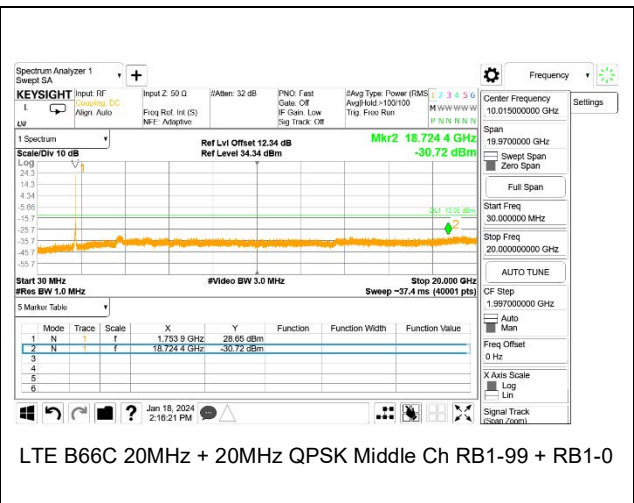 Spectrum Analyzer 1
Swept SA
KEYSIGHT Input: RF Input Z: 50 Ω #Atten: 32 dB PNO: Fast #Avg Type: Power (RMS 1 2 3 4 5 6
Coupling: DC Gate: Off Avg|Hold:>100/100 M W W W W W
Align: Auto Freq Ref: Int (S) IF Gain: Low Trig: Free Run
NFE: Adaptive Sig Track: Off P N N N N N
1 Spectrum
Ref Lvl Offset 12.34 dB Mkr2 18.724 4 GHz
Scale/Div 10 dB Ref Level 34.34 dBm -30.72 dBm
Log
24.3
14.3
4.34
-5.66
-15.7
-25.7
-35.7
-45.7
-55.7
1
2
Start 30 MHz #Video BW 3.0 MHz Stop 20.000 GHz
#Res BW 1.0 MHz Sweep ~37.4 ms (40001 pts)
5 Marker Table
Mode Trace Scale X Y Function Function Width Function Value
1 N 1 f 1.753 9 GHz 28.65 dBm
2 N 1 f 18.724 4 GHz -30.72 dBm
3
4
5
6
? Jan 18, 2024
2:16:21 PM
Frequency
Settings
Center Frequency
10.015000000 GHz
Span
19.9700000 GHz
Swept Span
Zero Span
Full Span
Start Freq
30.000000 MHz
Stop Freq
20.000000000 GHz
AUTO TUNE
CF Step
1.997000000 GHz
Auto
Man
Freq Offset
0 Hz
X Axis Scale
Log
Lin
Signal Track
(Span Zoom)
LTE B66C 20MHz + 20MHz QPSK Middle Ch RB1-99 + RB1-0